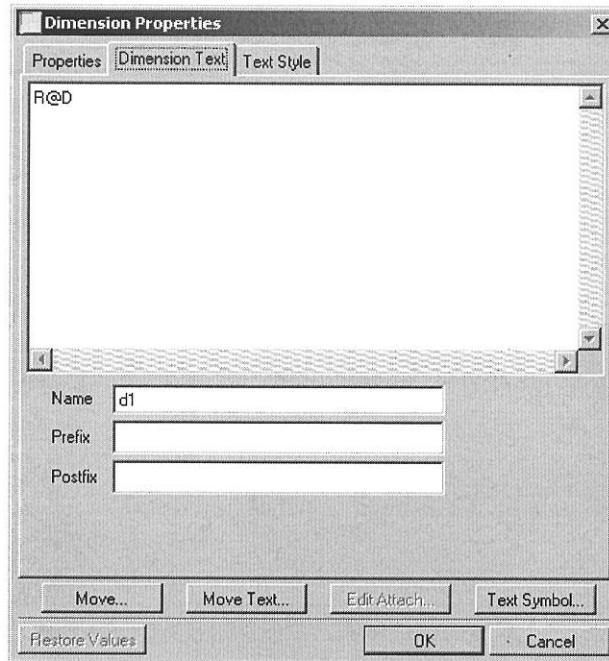 Dimension Properties
Properties Dimension Text Text Style
R@D
Name d1
Prefix
Postfix
Move... Move Text... Edit Attach... Text Symbol...
Restore Values OK Cancel